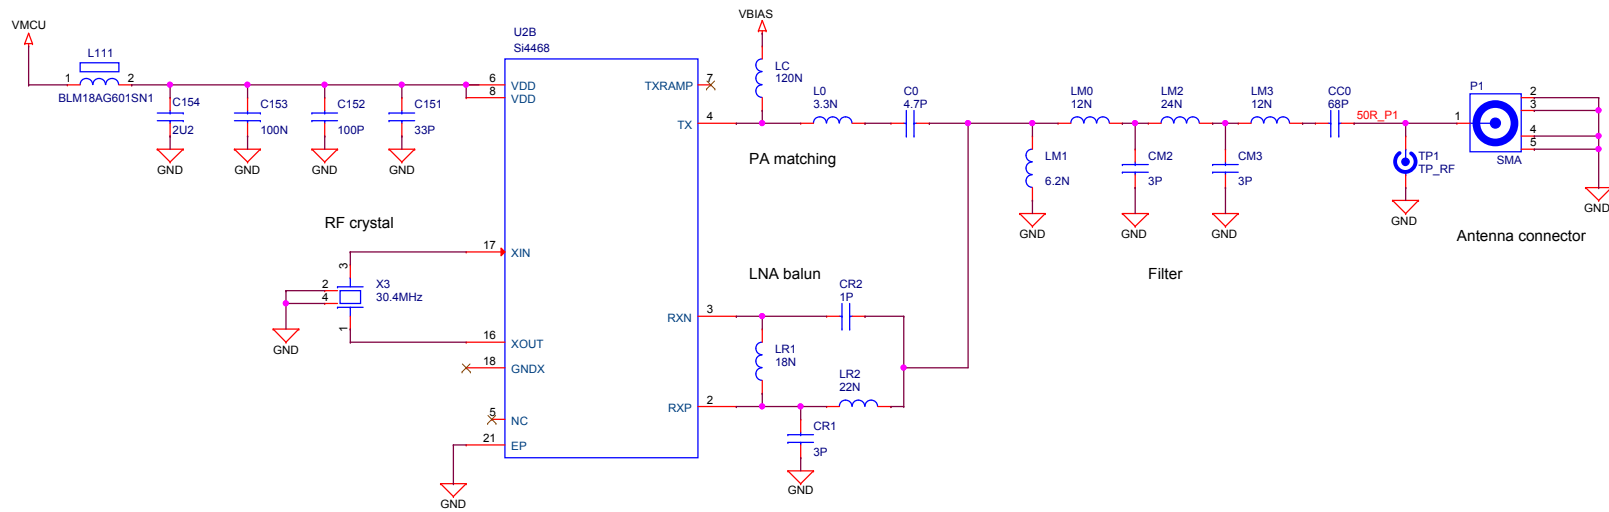 VMCU
L111
1
2
BLM18AG601SN1
C154
2U2
GND
C153
100N
GND
C152
100P
GND
C151
33P
GND
U2B
Si4468
6
VDD
8
VDD
TXRAMP
7
TX
4
VBIAS
LC
120N
L0
3.3N
C0
4.7P
PA matching
LM0
12N
LM2
24N
LM3
12N
CC0
68P
50R_P1
LM1
6.2N
GND
CM2
3P
GND
CM3
3P
GND
Filter
TP1
TP_RF
GND
P1
1
2
3
4
5
SMA
GND
Antenna connector
RF crystal
17
XIN
3
2
4
X3
30.4MHz
1
GND
16
XOUT
18
GNDX
5
NC
21
EP
GND
LNA balun
RXN
3
CR2
1P
LR1
18N
LR2
22N
RXP
2
CR1
3P
GND